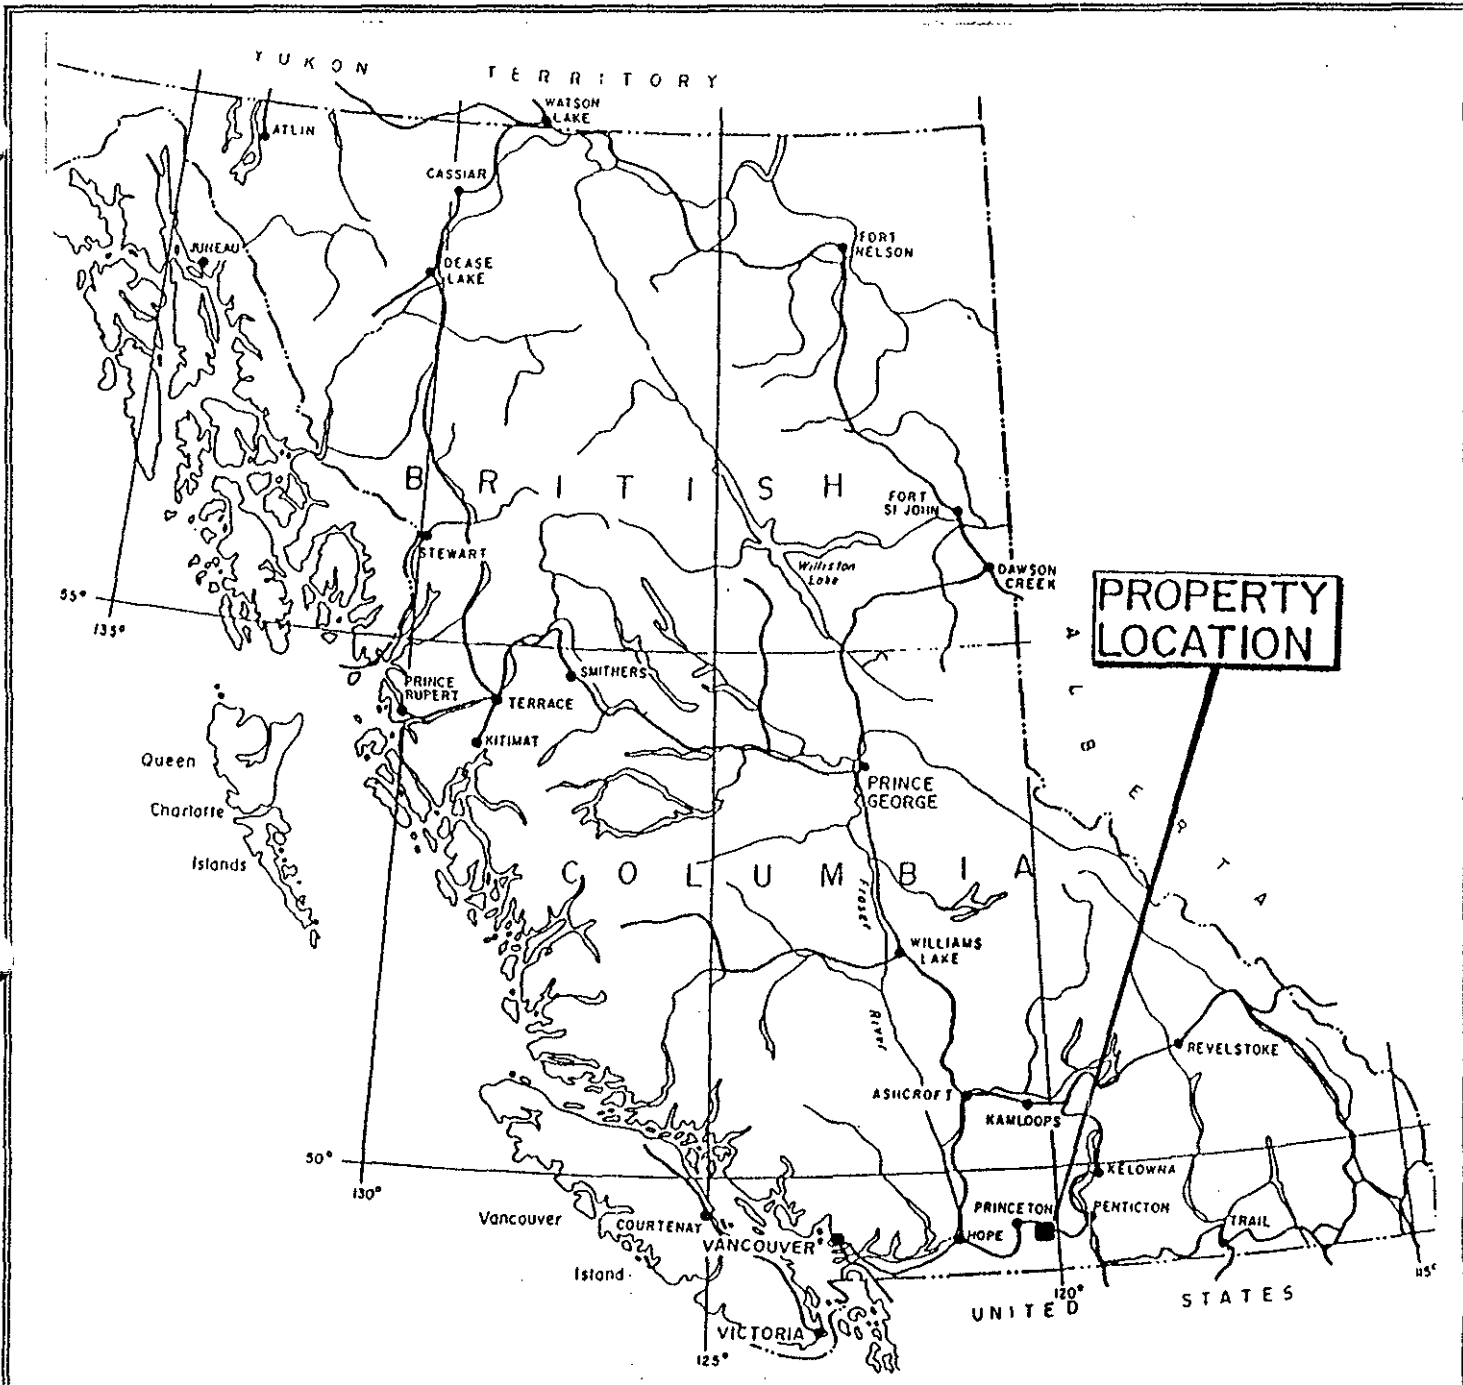 YUKON TERRITORY
WATSON
LAKE
ATLIN
CASSIAR
JUNEAU
DEASE
LAKE
FORT
NELSON
BRITISH
FORT
ST JOHN
STEWART
Williston
Lake
DAWSON
CREEK
PROPERTY
LOCATION
55°
135°
ALBERTA
PRINCE
RUPERT
SMITHERS
TERRACE
KITIMAT
Queen
Charlotte
Islands
PRINCE
GEORGE
COLUMBIA
Fraser
River
WILLIAMS
LAKE
REVELSTOKE
ASHCROFT
KAMLOOPS
50°
130°
KELOWNA
PRINCETON
PENTICTON
Vancouver
Island
COURTENAY
VANCOUVER
HOPE
TRAIL
115°
120°
UNITED STATES
VICTORIA
125°